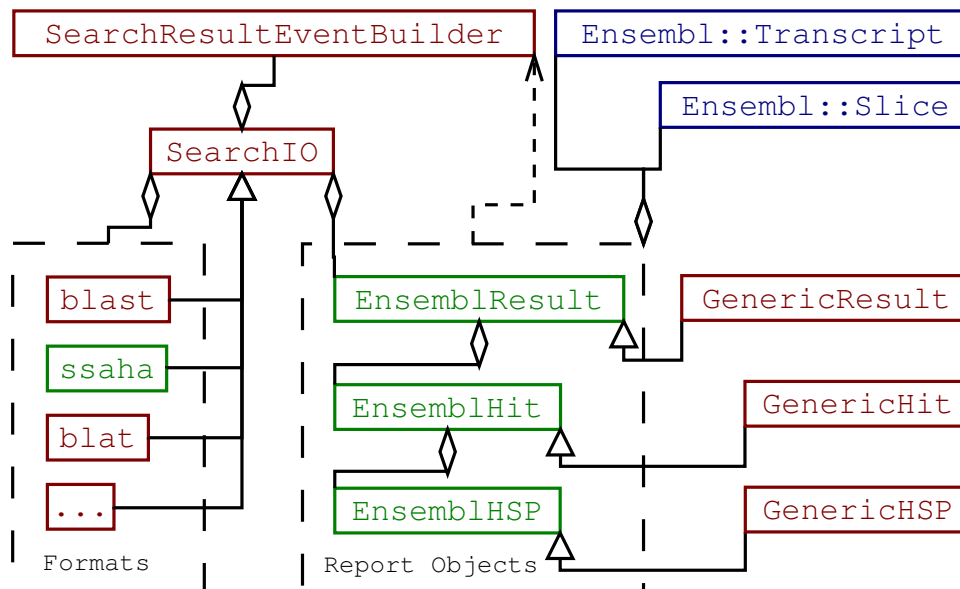 SearchResultEventBuilder
Ensembl::Transcript
Ensembl::Slice
SearchIO
blast
EnsemblResult
GenericResult
ssaha
EnsemblHit
GenericHit
blat
...
EnsemblHSP
GenericHSP
Formats
Report Objects